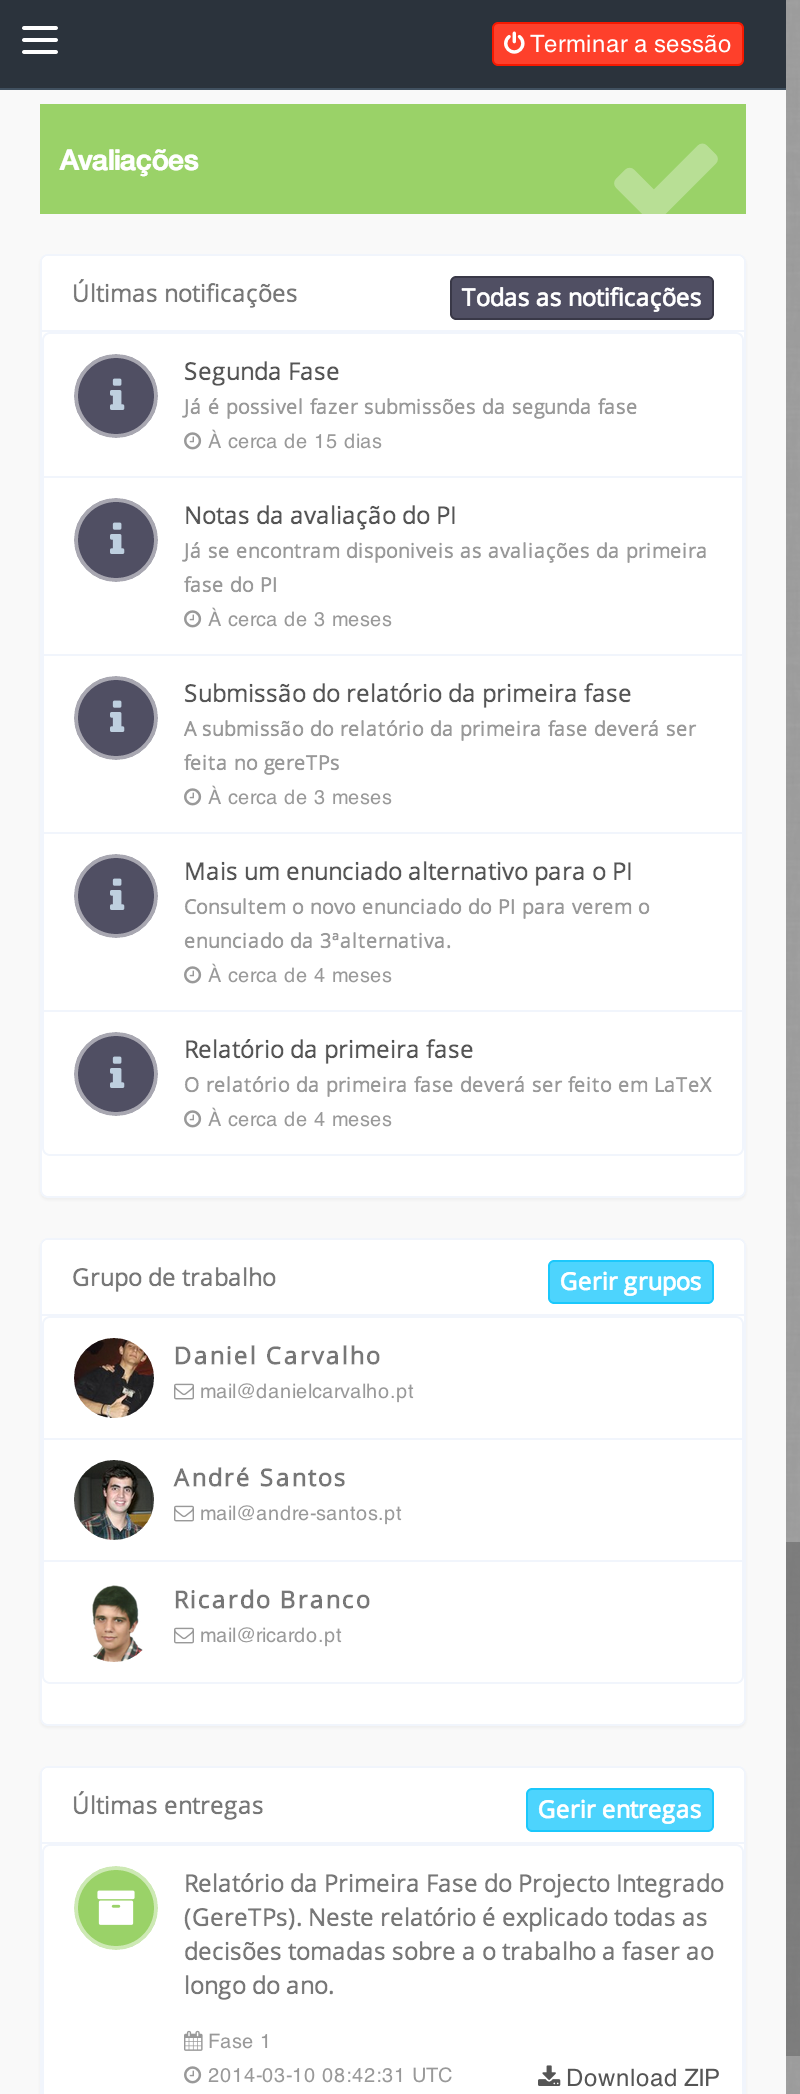 Terminar a sessão
Avaliações
Últimas notificações
Todas as notificações
Segunda Fase
Já é possivel fazer submissões da segunda fase
À cerca de 15 dias
Notas da avaliação do PI
Já se encontram disponiveis as avaliações da primeira
fase do PI
À cerca de 3 meses
Submissão do relatório da primeira fase
A submissão do relatório da primeira fase deverá ser
feita no gereTPs
À cerca de 3 meses
Mais um enunciado alternativo para o PI
Consultem o novo enunciado do PI para verem o
enunciado da 3ªalternativa.
À cerca de 4 meses
Relatório da primeira fase
O relatório da primeira fase deverá ser feito em LaTeX
À cerca de 4 meses
Grupo de trabalho
Gerir grupos
Daniel Carvalho
mail@danielcarvalho.pt
André Santos
mail@andre-santos.pt
Ricardo Branco
mail@ricardo.pt
Últimas entregas
Gerir entregas
Relatório da Primeira Fase do Projecto Integrado
(GereTPs). Neste relatório é explicado todas as
decisões tomadas sobre a o trabalho a faser ao
longo do ano.
Fase 1
2014-03-10 08:42:31 UTC
Download ZIP